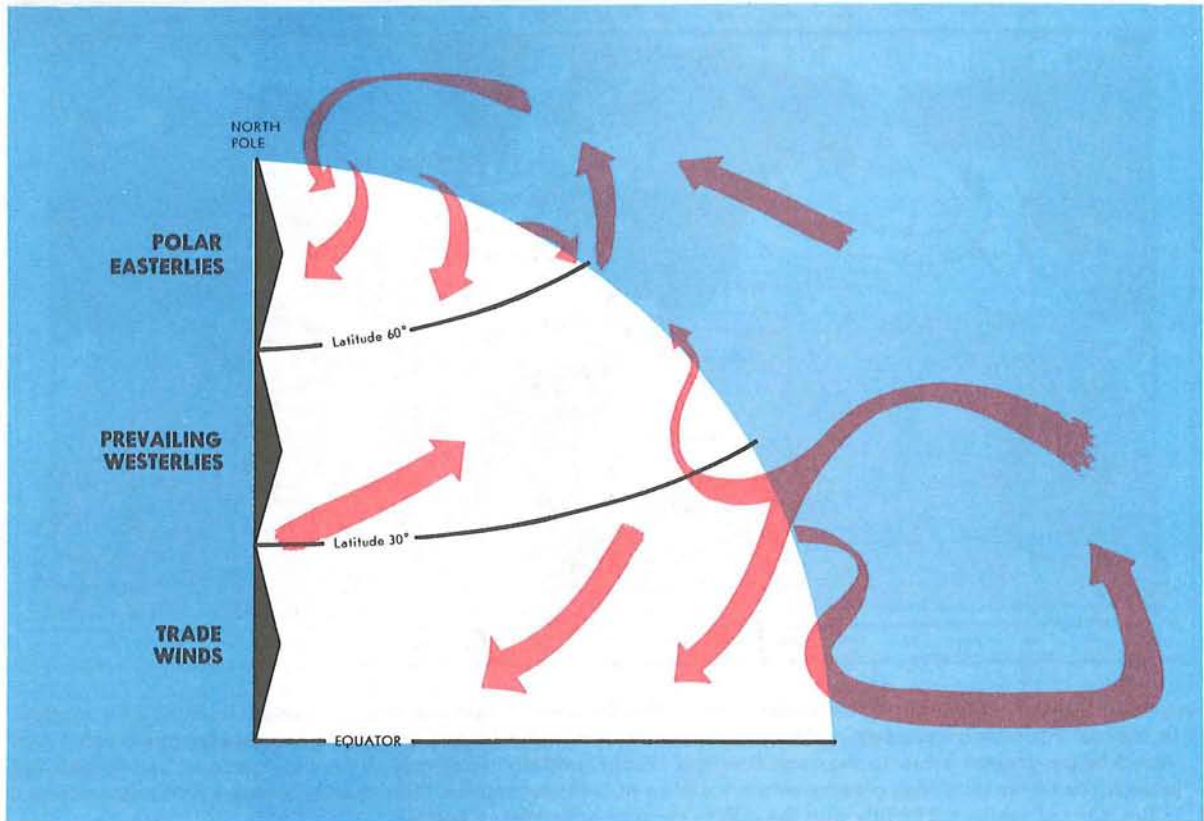 NORTH
POLE
POLAR
EASTERLIES
Latitude 60°
PREVAILING
WESTERLIES
Latitude 30°
TRADE
WINDS
EQUATOR